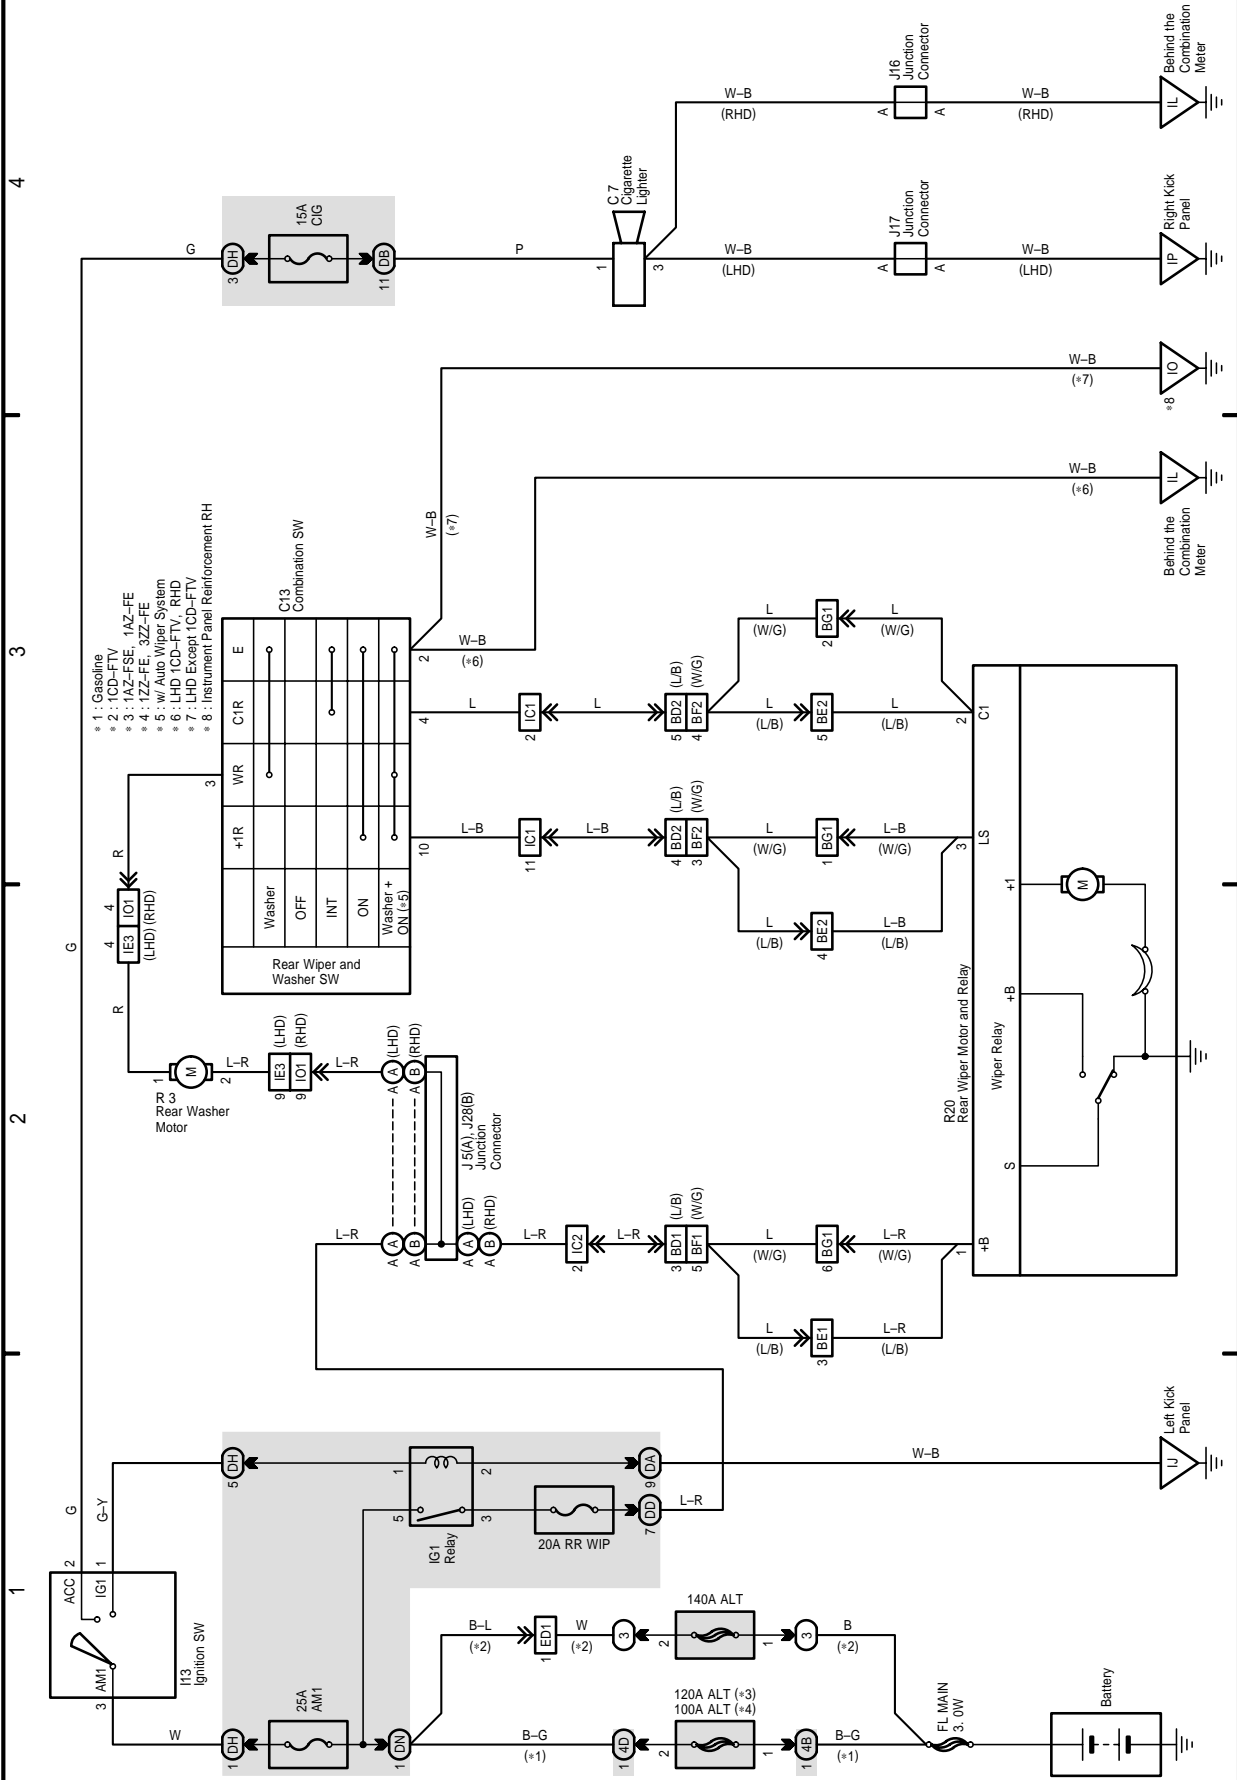 1
2
3
4
* 1 : Gasoline
* 2 : 1CD–FTV
* 3 : 1AZ–FSE, 1AZ–FE
* 4 : 1ZZ–FE, 3ZZ–FE
* 5 : w/ Auto Wiper System
* 6 : LHD 1CD–FTV, RHD
* 7 : LHD Except 1CD–FTV
* 8 : Instrument Panel Reinforcement RH
I13
Ignition SW
AM1
ACC
IG1
3
2
1
W
G
G–Y
G
1
DH
25A
AM1
1
DN
5
DH
IG1
Relay
1
2
5
3
20A RR WIP
7
DD
9
DA
L–R
W–B
IJ
Left Kick
Panel
B–G
(*1)
B–L
(*2)
1
ED1
W
(*2)
3
2
140A ALT
1
3
B
(*2)
1
4D
2
120A ALT (*3)
100A ALT (*4)
1
1
4B
B–G
(*1)
FL MAIN
3. 0W
Battery
R
4
4
IE3
IO1
(LHD)
(RHD)
R
1
M
2
R 3
Rear Washer
Motor
L–R
9
9
IE3
IO1
(LHD)
(RHD)
L–R
A
A
A
B
(LHD)
(RHD)
J 5(A), J28(B)
Junction
Connector
L–R
A
A
A
B
A
A
A
B
(LHD)
(RHD)
L–R
2
IC2
L–R
3
5
BD1
BF1
(L/B)
(W/G)
L
(W/G)
6
BG1
L–R
(W/G)
L
(L/B)
3
BE1
L–R
(L/B)
1
+B
C13
Combination SW
Rear Wiper and
Washer SW
+1R
WR
C1R
E
Washer
OFF
INT
ON
Washer +
ON (*5)
3
10
4
2
L–B
11
IC1
L–B
4
3
BD2
BF2
(L/B)
(W/G)
L
(W/G)
1
BG1
L–B
(W/G)
L
(L/B)
4
BE2
L–B
(L/B)
3
LS
L
2
IC1
L
5
4
BD2
BF2
(L/B)
(W/G)
L
(W/G)
2
BG1
L
(W/G)
L
(L/B)
5
BE2
L
(L/B)
2
C1
R20
Rear Wiper Motor and Relay
Wiper Relay
S
+B
+1
M
W–B
(*6)
W–B
(*7)
W–B
(*6)
IL
Behind the
Combination
Meter
W–B
(*7)
*8
IO
G
3
DH
15A
CIG
11
DB
P
1
3
C 7
Cigarette
Lighter
W–B
(LHD)
A
A
J17
Junction
Connector
W–B
(LHD)
IP
Right Kick
Panel
W–B
(RHD)
A
A
J16
Junction
Connector
W–B
(RHD)
IL
Behind the
Combination
Meter